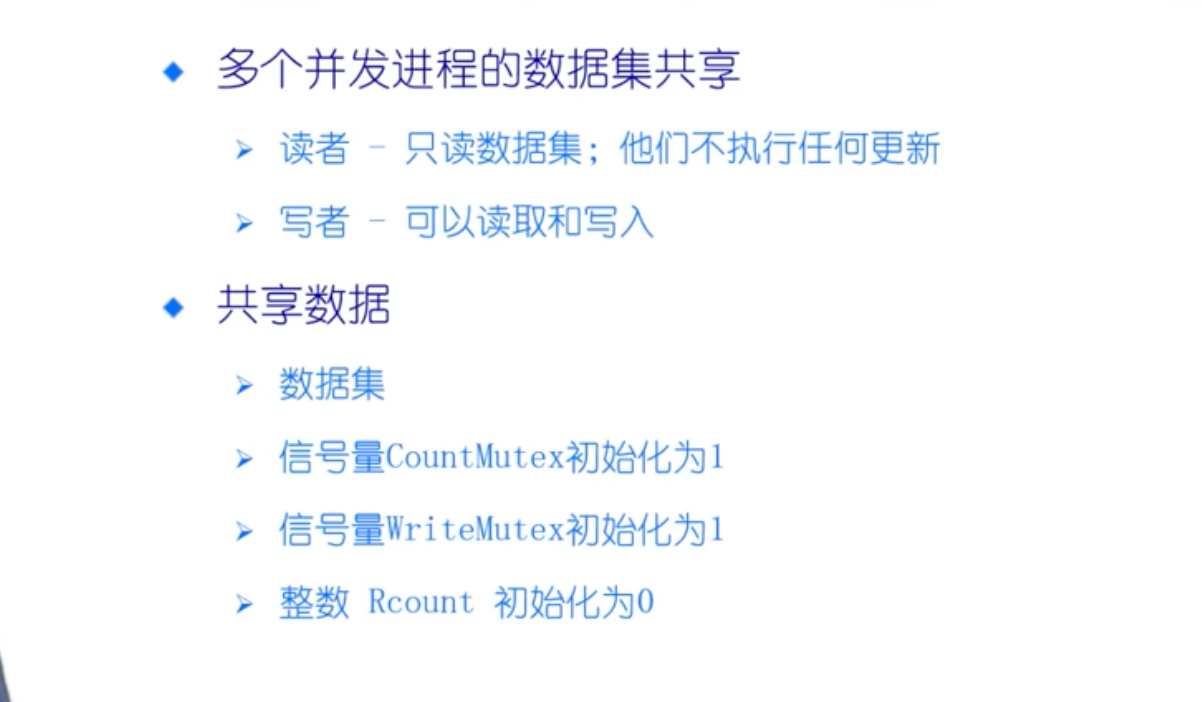 多个并发进程的数据集共享
读者 - 只读数据集；他们不执行任何更新
写者 - 可以读取和写入
共享数据
数据集
信号量CountMutex初始化为1
信号量WriteMutex初始化为1
整数 Rcount 初始化为0